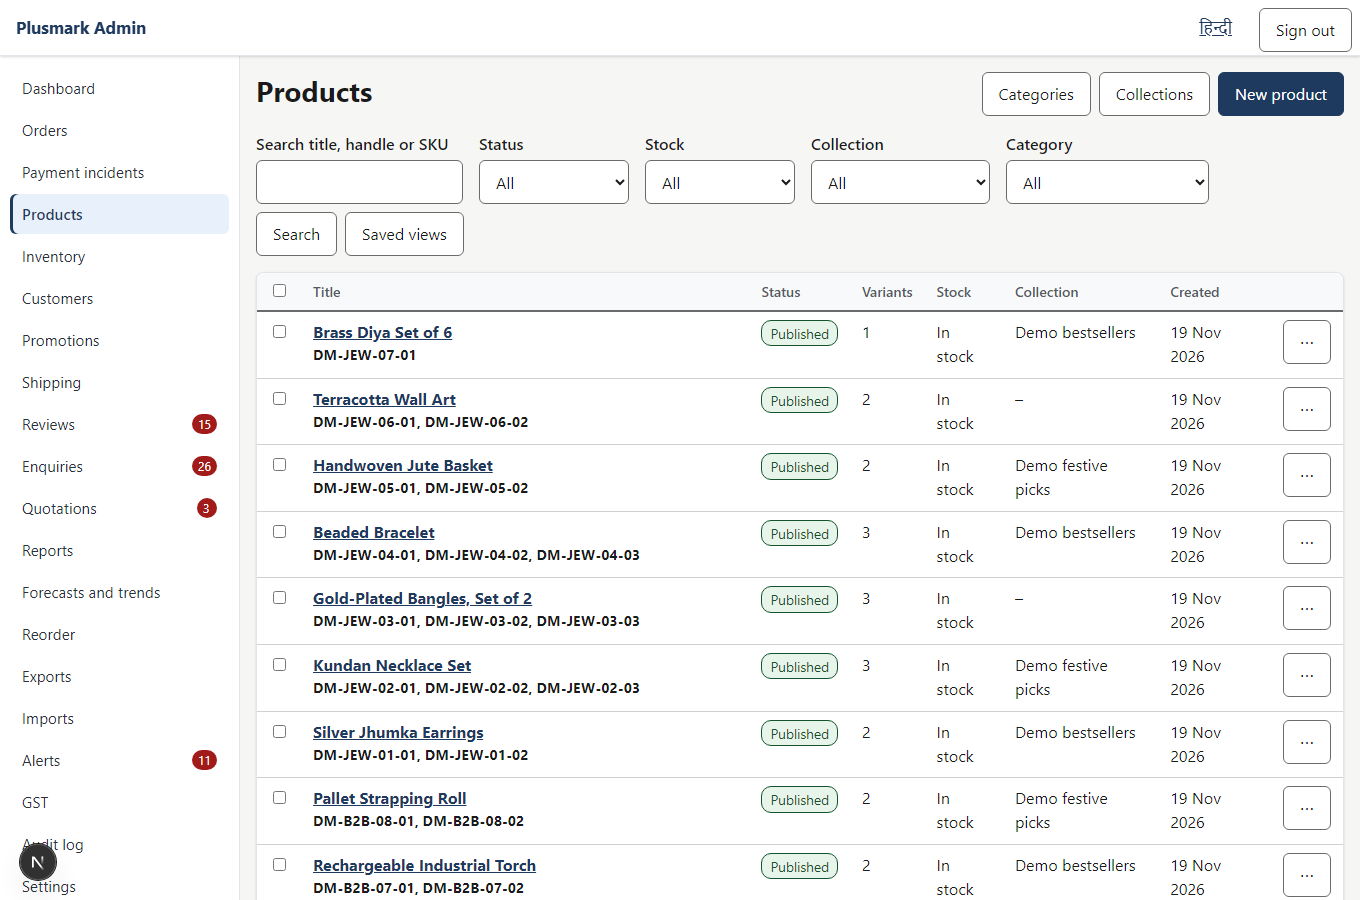 Plusmark Admin
हिन्दी
Sign out
Dashboard
Orders
Payment incidents
Products
Inventory
Customers
Promotions
Shipping
Reviews 15
Enquiries 26
Quotations 3
Reports
Forecasts and trends
Reorder
Exports
Imports
Alerts 11
GST
Audit log
N
Settings
Products
Categories
Collections
New product
Search title, handle or SKU
Status
Stock
Collection
Category
All
All
All
All
Search
Saved views
Title Status Variants Stock Collection Created
Brass Diya Set of 6 Published 1 In stock Demo bestsellers 19 Nov 2026 ...
DM-JEW-07-01
Terracotta Wall Art Published 2 In stock – 19 Nov 2026 ...
DM-JEW-06-01, DM-JEW-06-02
Handwoven Jute Basket Published 2 In stock Demo festive picks 19 Nov 2026 ...
DM-JEW-05-01, DM-JEW-05-02
Beaded Bracelet Published 3 In stock Demo bestsellers 19 Nov 2026 ...
DM-JEW-04-01, DM-JEW-04-02, DM-JEW-04-03
Gold-Plated Bangles, Set of 2 Published 3 In stock – 19 Nov 2026 ...
DM-JEW-03-01, DM-JEW-03-02, DM-JEW-03-03
Kundan Necklace Set Published 3 In stock Demo festive picks 19 Nov 2026 ...
DM-JEW-02-01, DM-JEW-02-02, DM-JEW-02-03
Silver Jhumka Earrings Published 2 In stock Demo bestsellers 19 Nov 2026 ...
DM-JEW-01-01, DM-JEW-01-02
Pallet Strapping Roll Published 2 In stock Demo festive picks 19 Nov 2026 ...
DM-B2B-08-01, DM-B2B-08-02
Rechargeable Industrial Torch Published 2 In stock Demo bestsellers 19 Nov 2026 ...
DM-B2B-07-01, DM-B2B-07-02